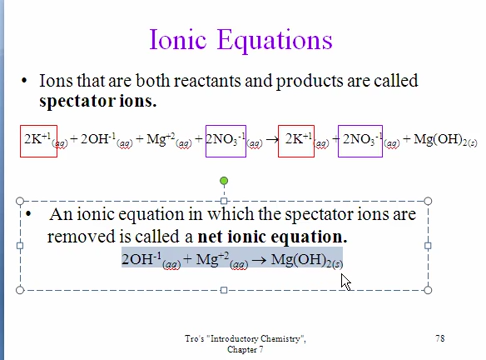 Ionic Equations
• Ions that are both reactants and products are called
spectator ions.
2K⁺¹(aq) + 2OH⁻¹(aq) + Mg⁺²(aq) + 2NO₃⁻¹(aq) → 2K⁺¹(aq) + 2NO₃⁻¹(aq) + Mg(OH)₂(s)
• An ionic equation in which the spectator ions are
removed is called a net ionic equation.
2OH⁻¹(aq) + Mg⁺²(aq) → Mg(OH)₂(s)
Tro's "Introductory Chemistry", 78
Chapter 7